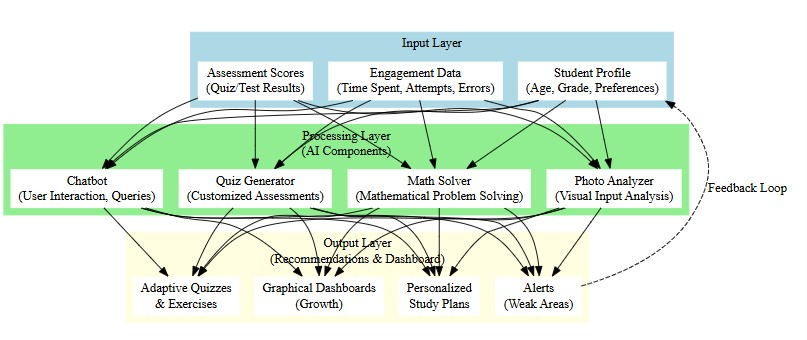 Input Layer
Assessment Scores
(Quiz/Test Results)
Engagement Data
(Time Spent, Attempts, Errors)
Student Profile
(Age, Grade, Preferences)
Processing Layer
(AI Components)
Chatbot
(User Interaction, Queries)
Quiz Generator
(Customized Assessments)
Math Solver
(Mathematical Problem Solving)
Photo Analyzer
(Visual Input Analysis)
Feedback Loop
Output Layer
(Recommendations & Dashboard)
Adaptive Quizzes
& Exercises
Graphical Dashboards
(Growth)
Personalized
Study Plans
Alerts
(Weak Areas)